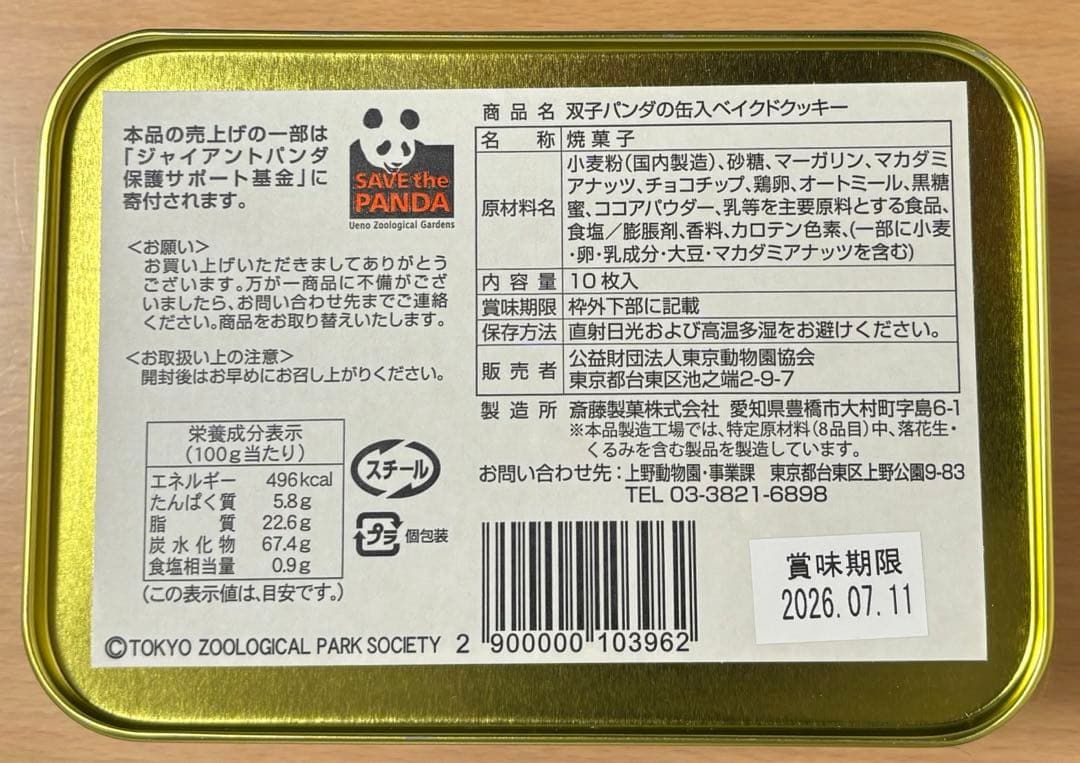 本品の売上げの一部は
「ジャイアントパンダ
保護サポート基金」に
寄付されます。
SAVE the
PANDA
Ueno Zoological Gardens
<お願い>
お買い上げいただきましてありがとう
ございます。万が一商品に不備がござ
いましたら、お問い合わせ先までご連絡
ください。商品をお取り替えいたします。
<お取扱い上の注意>
開封後はお早めにお召し上がりください。
栄養成分表示
(100g当たり)
エネルギー 496kcal
たんぱく質 5.8g
脂質 22.6g
炭水化物 67.4g
食塩相当量 0.9g
(この表示値は、目安です。)
スチール
プラ 個包装
商品名 双子パンダの缶入ベイクドクッキー
名称 焼菓子
原材料名 小麦粉(国内製造)、砂糖、マーガリン、マカダミ
アナッツ、チョコチップ、鶏卵、オートミール、黒糖
蜜、ココアパウダー、乳等を主要原料とする食品、
食塩/膨脹剤、香料、カロテン色素、(一部に小麦
・卵・乳成分・大豆・マカダミアナッツを含む)
内容量 10枚入
賞味期限 枠外下部に記載
保存方法 直射日光および高温多湿をお避けください。
販売者 公益財団法人東京動物園協会
東京都台東区池之端2-9-7
製造所 斎藤製菓株式会社 愛知県豊橋市大村町字島6-1
※本品製造工場では、特定原材料(8品目)中、落花生・
くるみを含む製品を製造しています。
お問い合わせ先:上野動物園・事業課 東京都台東区上野公園9-83
TEL 03-3821-6898
賞味期限
2026.07.11
©TOKYO ZOOLOGICAL PARK SOCIETY
2 900000 103962